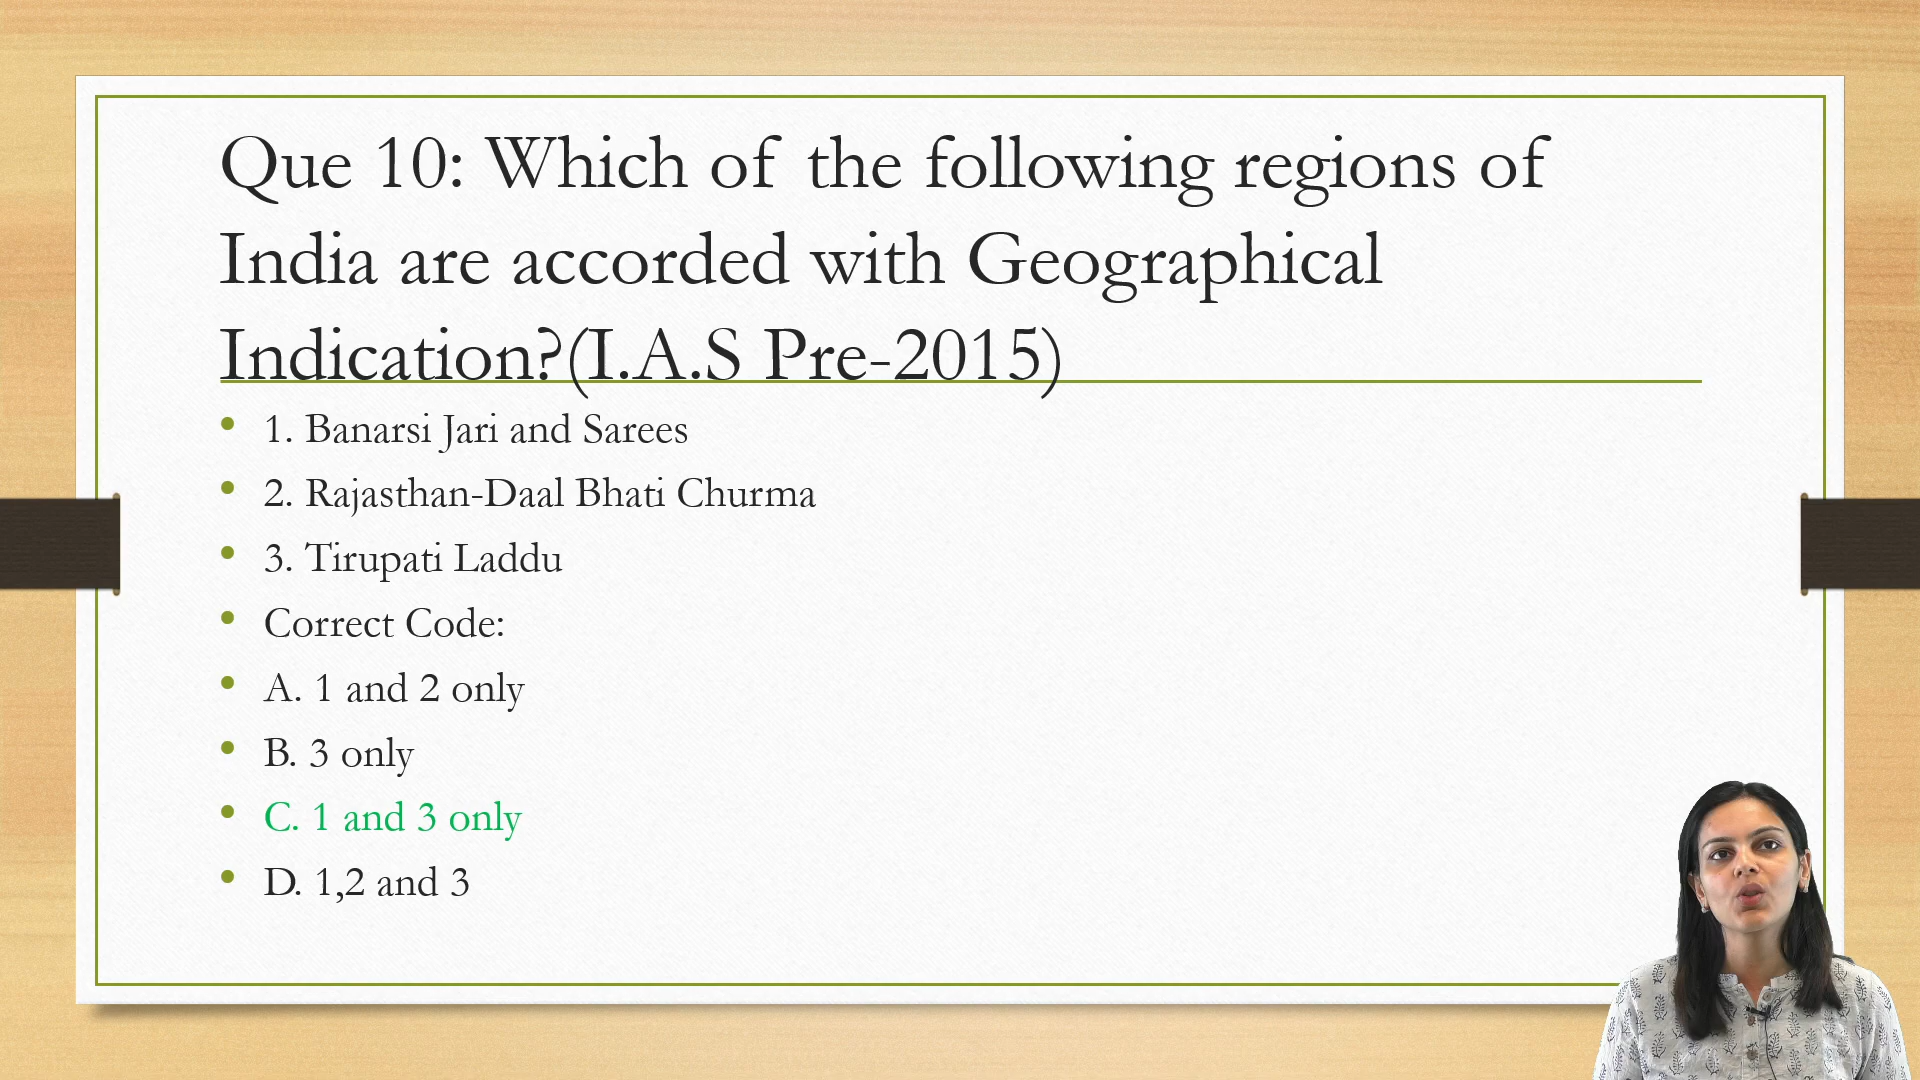 Que 10: Which of the following regions of
India are accorded with Geographical
Indication?(I.A.S Pre-2015)
• 1. Banarsi Jari and Sarees
• 2. Rajasthan-Daal Bhati Churma
• 3. Tirupati Laddu
• Correct Code:
• A. 1 and 2 only
• B. 3 only
• C. 1 and 3 only
• D. 1,2 and 3